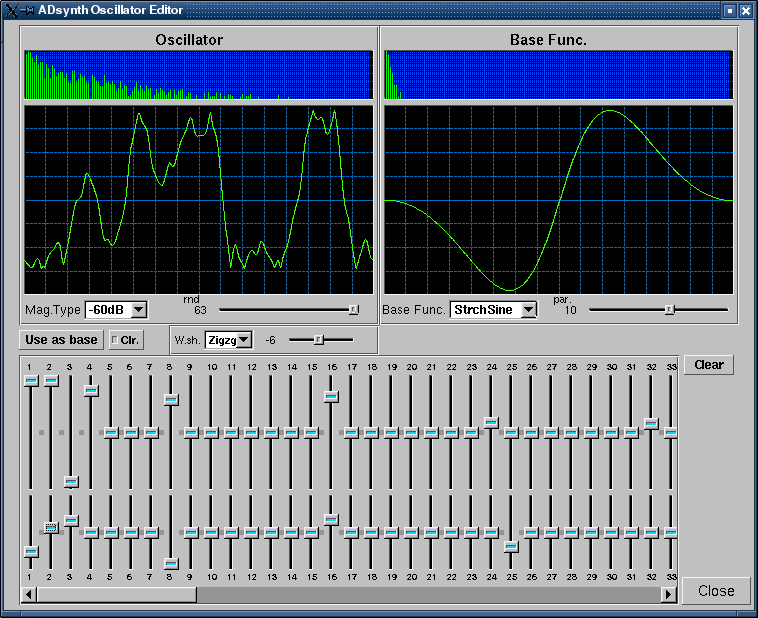 ADsynth Oscillator Editor
Oscillator
Base Func.
rnd
Mag.Type -60dB 63
par.
Base Func. StrchSine 10
Use as base Clr. W.sh. Zigzg -6
1 2 3 4 5 6 7 8 9 10 11 12 13 14 15 16 17 18 19 20 21 22 23 24 25 26 27 28 29 30 31 32 33
Clear
1 2 3 4 5 6 7 8 9 10 11 12 13 14 15 16 17 18 19 20 21 22 23 24 25 26 27 28 29 30 31 32 33
Close